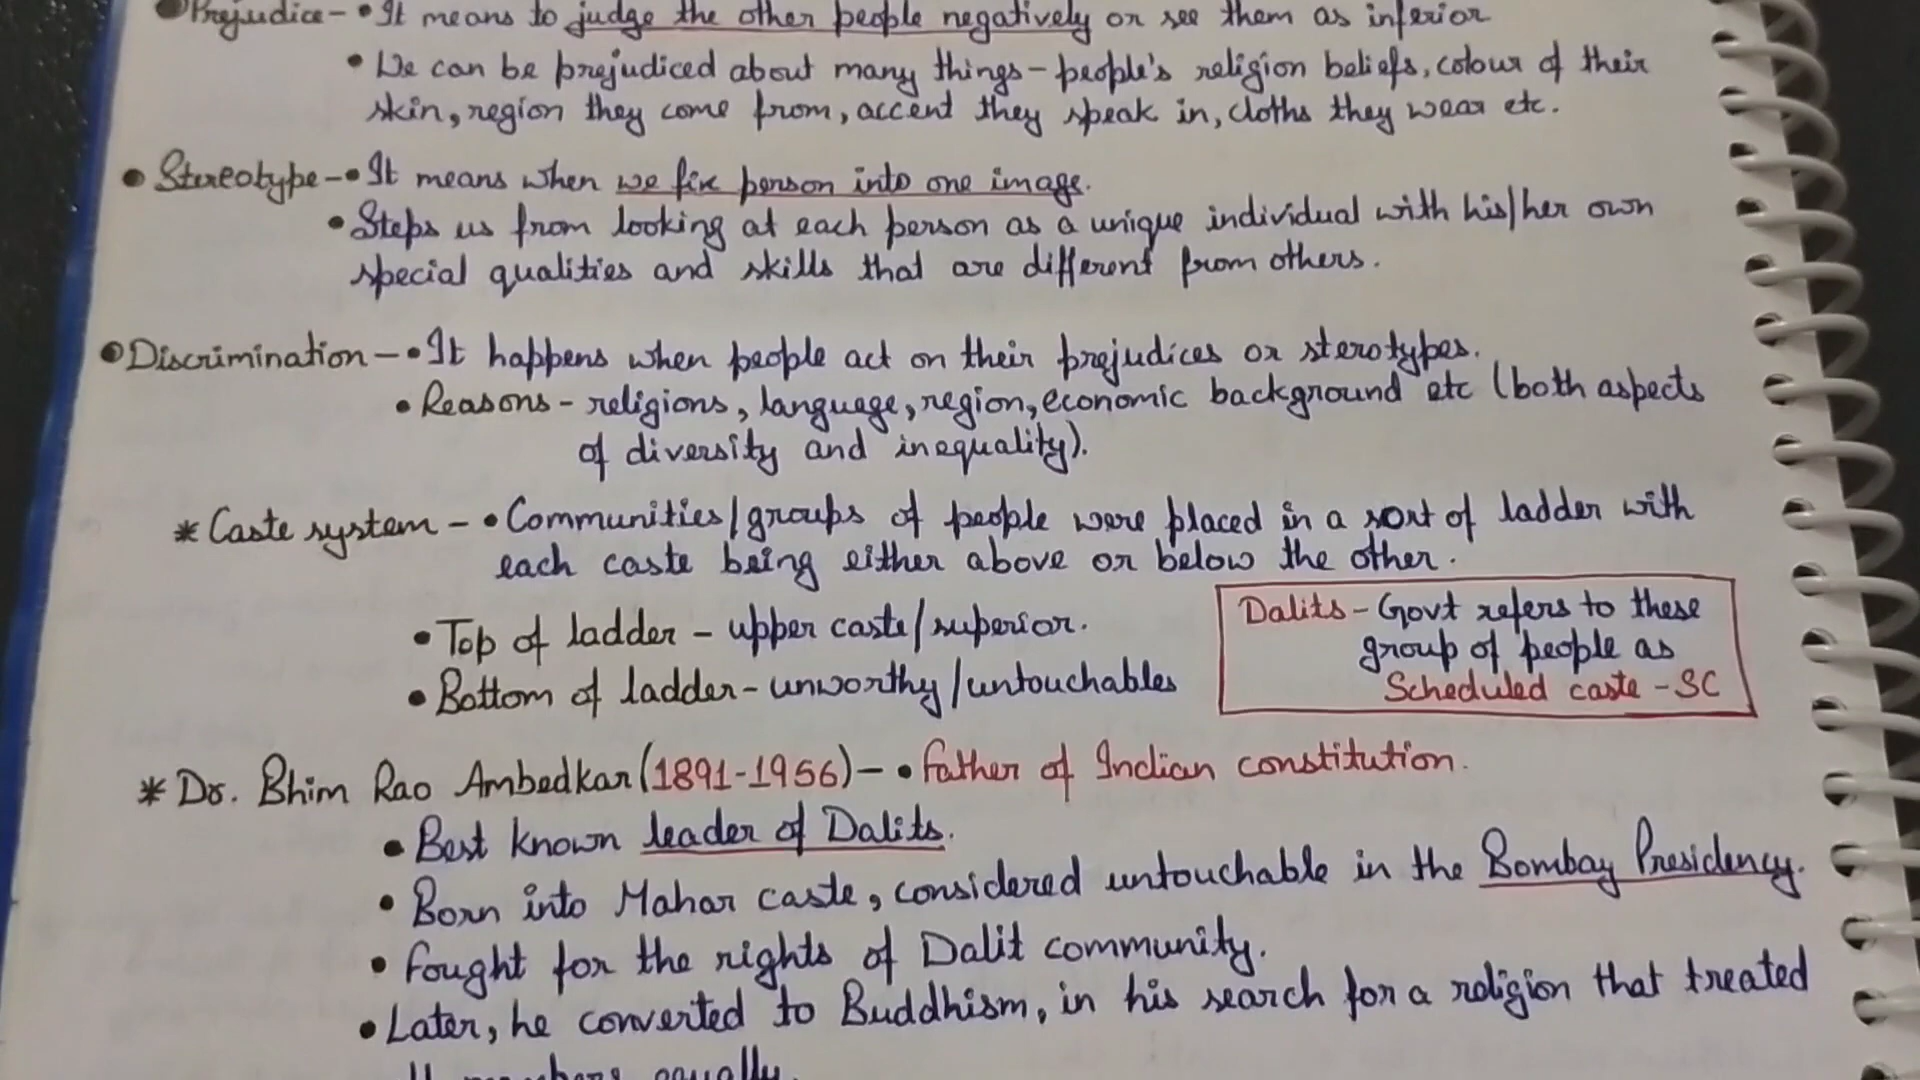 Prejudice - • It means to judge the other people negatively or see them as inferior
• We can be prejudiced about many things - people's religion beliefs, colour of their
skin, region they come from, accent they speak in, cloths they wear etc.
• Stereotype - • It means when we fix person into one image.
• Stops us from looking at each person as a unique individual with his/her own
special qualities and skills that are different from others.
• Discrimination - • It happens when people act on their prejudices or sterotypes.
• Reasons - religions, language, region, economic background etc (both aspects
of diversity and inequality).
* Caste system - • Communities/groups of people were placed in a sort of ladder with
each caste being either above or below the other.
• Top of ladder - upper caste/superior.
• Bottom of ladder - unworthy/untouchables
Dalits - Govt refers to these
group of people as
Scheduled caste - SC
* Dr. Bhim Rao Ambedkar (1891-1956) - • Father of Indian constitution.
• Best known leader of Dalits.
• Born into Mahar caste, considered untouchable in the Bombay Presidency.
• Fought for the rights of Dalit community.
• Later, he converted to Buddhism, in his search for a religion that treated
equally.